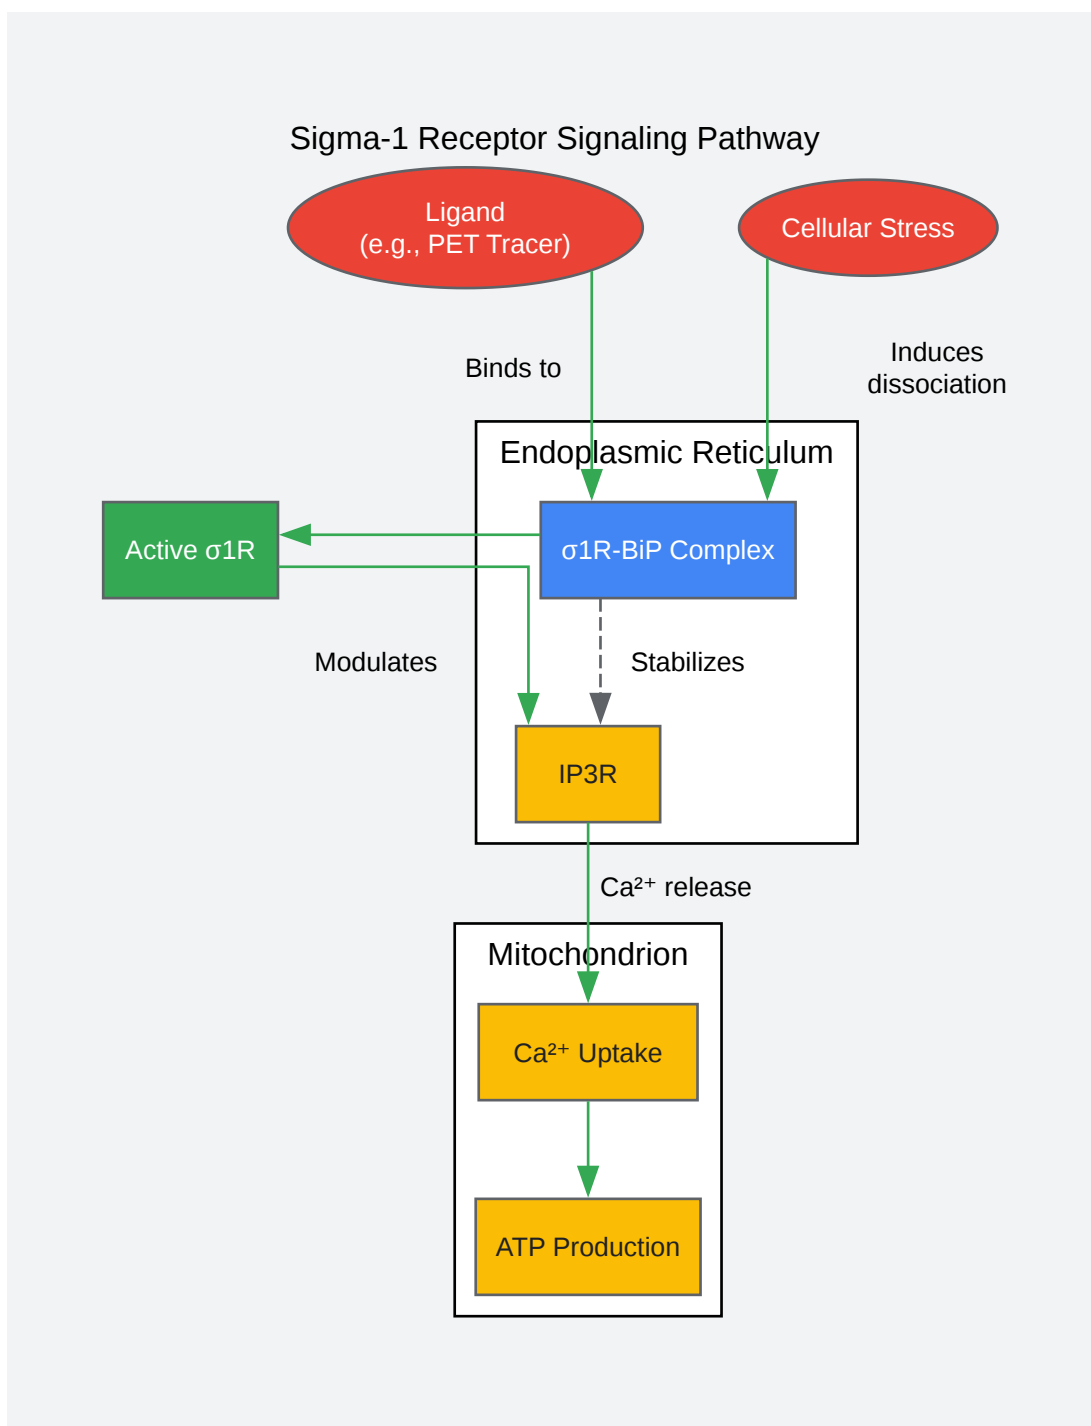 Sigma-1 Receptor Signaling Pathway
Ligand
(e.g., PET Tracer)
Cellular Stress
Binds to
Induces
dissociation
Endoplasmic Reticulum
Active σ1R
σ1R-BiP Complex
Modulates
Stabilizes
IP3R
Ca²⁺ release
Mitochondrion
Ca²⁺ Uptake
ATP Production